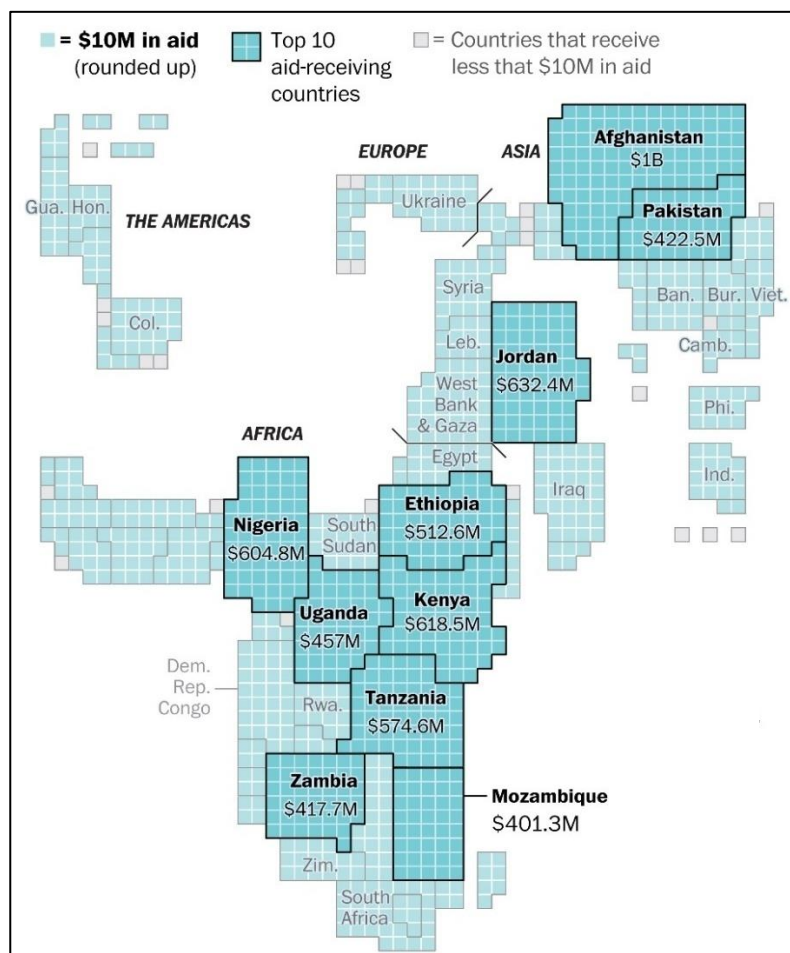 = $10M in aid
(rounded up)
Top 10
aid-receiving
countries
= Countries that receive
less that $10M in aid
EUROPE
ASIA
Afghanistan
$1B
Ukraine
Gua.
Hon.
THE AMERICAS
Pakistan
$422.5M
Syria
Ban.
Bur.
Viet.
Col.
Leb.
Jordan
$632.4M
Camb.
West
Bank
& Gaza
Phi.
AFRICA
Egypt
Iraq
Ind.
Nigeria
$604.8M
South
Sudan
Ethiopia
$512.6M
Uganda
$457M
Kenya
$618.5M
Dem.
Rep.
Congo
Rwa.
Tanzania
$574.6M
Zambia
$417.7M
Mozambique
$401.3M
Zim.
South
Africa